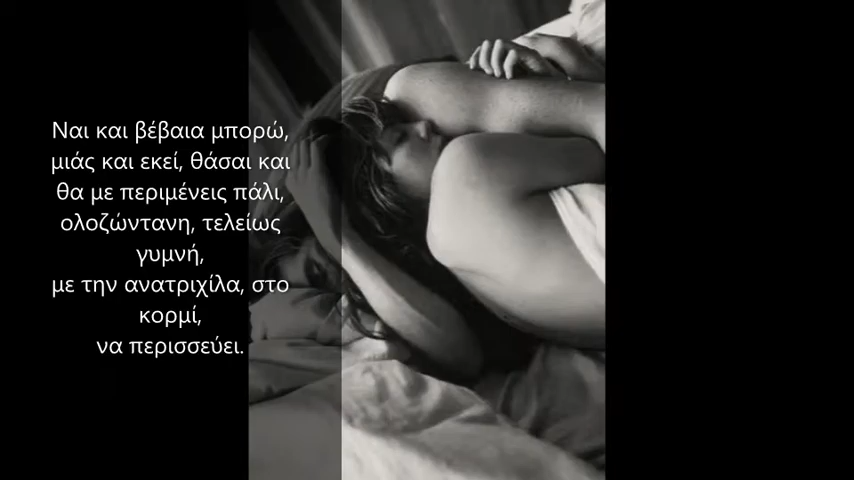 Ναι και βέβαια μπορώ,
μιάς και εκεί, θάσαι και
θα με περιμένεις πάλι,
ολοζώντανη, τελείως
γυμνή,
με την ανατριχίλα, στο
κορμί,
να περισσεύει.